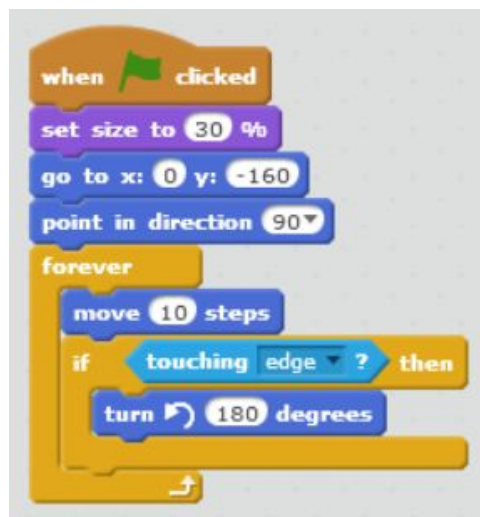 when clicked
set size to 30 %
go to x: 0 y: -160
point in direction 90
forever
move 10 steps
if touching edge ? then
turn 180 degrees